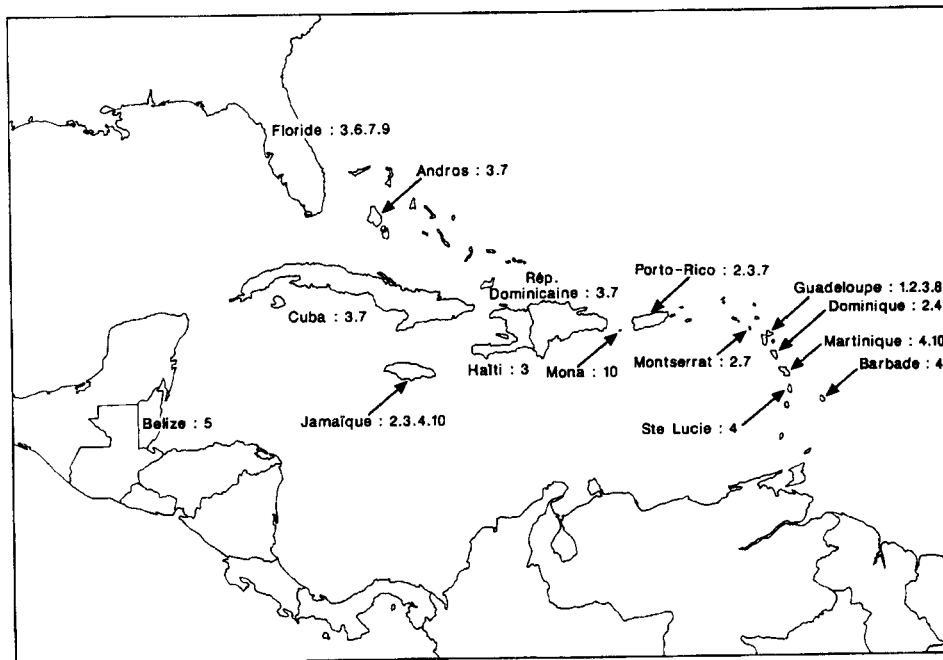 Floride : 3.6.7.9
Andros : 3.7
Porto-Rico : 2.3.7
Rép.
Dominicaine : 3.7
Guadeloupe : 1.2.3.8
Dominique : 2.4
Cuba : 3.7
Martinique : 4.10
Haïti : 3
Mona : 10
Montserrat : 2.7
Barbade : 4
Jamaïque : 2.3.4.10
Belize : 5
Ste Lucie : 4